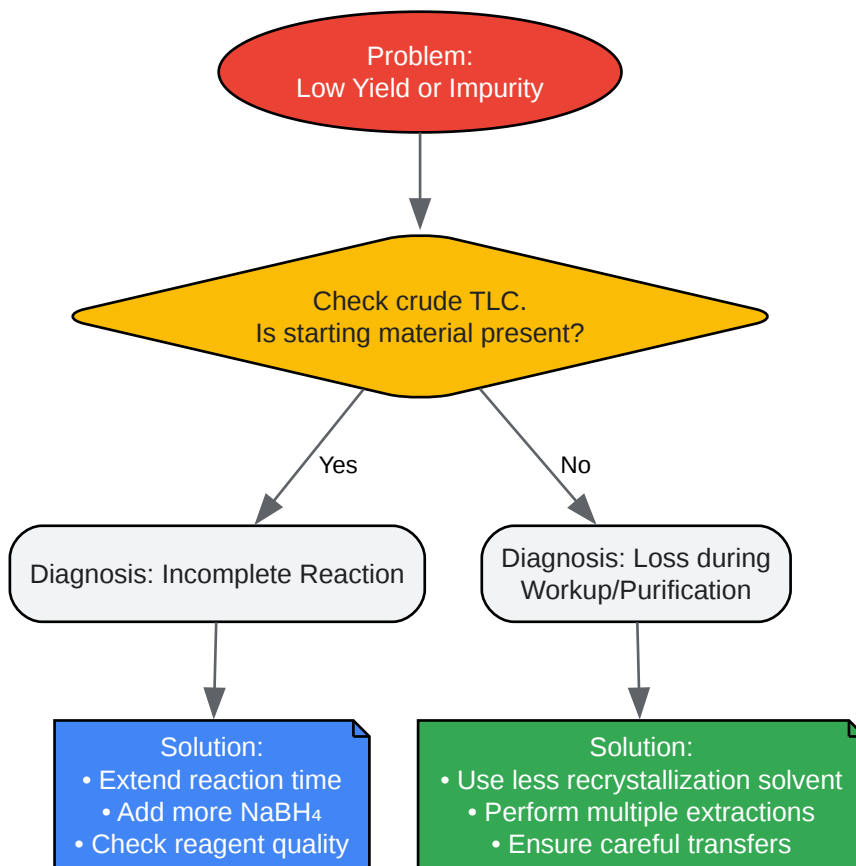 Problem:
Low Yield or Impurity
Check crude TLC.
Is starting material present?
Yes
No
Diagnosis: Incomplete Reaction
Diagnosis: Loss during
Workup/Purification
Solution:
• Extend reaction time
• Add more NaBH₄
• Check reagent quality
Solution:
• Use less recrystallization solvent
• Perform multiple extractions
• Ensure careful transfers